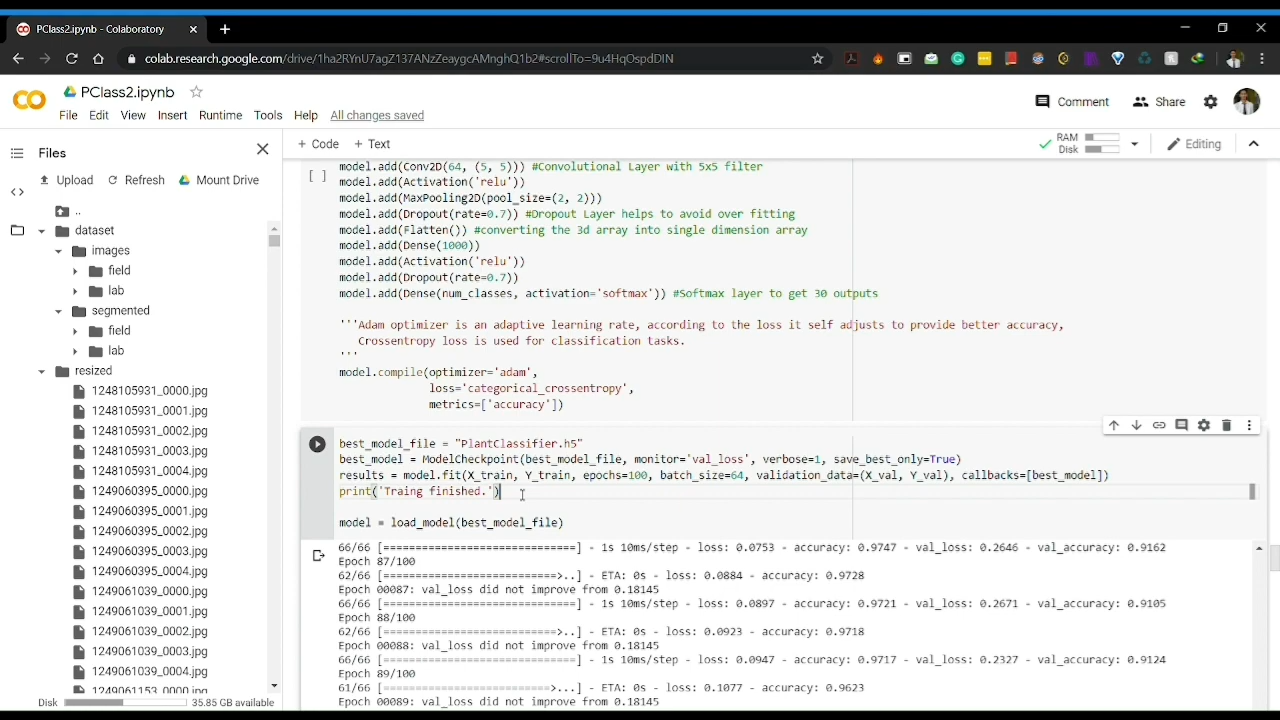 PClass2.ipynb - Colaboratory
colab.research.google.com/drive/1ha2RYnU7agZ137ANzZeaygcAMnghQ1b2#scrollTo=9u4HqOspdDIN
PClass2.ipynb
Comment
Share
File Edit View Insert Runtime Tools Help All changes saved
Files
+ Code + Text
RAM
Disk
Editing
Upload Refresh Mount Drive
..
dataset
images
field
lab
segmented
field
lab
resized
1248105931_0000.jpg
1248105931_0001.jpg
1248105931_0002.jpg
1248105931_0003.jpg
1248105931_0004.jpg
1249060395_0000.jpg
1249060395_0001.jpg
1249060395_0002.jpg
1249060395_0003.jpg
1249060395_0004.jpg
1249061039_0000.jpg
1249061039_0001.jpg
1249061039_0002.jpg
1249061039_0003.jpg
1249061039_0004.jpg
1249061153_0000.jpg
Disk 35.85 GB available
[ ]
model.add(Conv2D(64, (5, 5))) #Convolutional Layer with 5x5 filter
model.add(Activation('relu'))
model.add(MaxPooling2D(pool_size=(2, 2)))
model.add(Dropout(rate=0.7)) #Dropout Layer helps to avoid over fitting
model.add(Flatten()) #converting the 3d array into single dimension array
model.add(Dense(1000))
model.add(Activation('relu'))
model.add(Dropout(rate=0.7))
model.add(Dense(num_classes, activation='softmax')) #Softmax layer to get 30 outputs
'''Adam optimizer is an adaptive learning rate, according to the loss it self adjusts to provide better accuracy,
Crossentropy loss is used for classification tasks.
'''
model.compile(optimizer='adam',
loss='categorical_crossentropy',
metrics=['accuracy'])
best_model_file = "PlantClassifier.h5"
best_model = ModelCheckpoint(best_model_file, monitor='val_loss', verbose=1, save_best_only=True)
results = model.fit(X_train, Y_train, epochs=100, batch_size=64, validation_data=(X_val, Y_val), callbacks=[best_model])
print('Traing finished.')
model = load_model(best_model_file)
66/66 [==============================] - 1s 10ms/step - loss: 0.0753 - accuracy: 0.9747 - val_loss: 0.2646 - val_accuracy: 0.9162
Epoch 87/100
62/66 [===========================>..] - ETA: 0s - loss: 0.0884 - accuracy: 0.9728
Epoch 00087: val_loss did not improve from 0.18145
66/66 [==============================] - 1s 10ms/step - loss: 0.0897 - accuracy: 0.9721 - val_loss: 0.2671 - val_accuracy: 0.9105
Epoch 88/100
62/66 [===========================>..] - ETA: 0s - loss: 0.0923 - accuracy: 0.9718
Epoch 00088: val_loss did not improve from 0.18145
66/66 [==============================] - 1s 10ms/step - loss: 0.0947 - accuracy: 0.9717 - val_loss: 0.2327 - val_accuracy: 0.9124
Epoch 89/100
61/66 [==========================>...] - ETA: 0s - loss: 0.1077 - accuracy: 0.9623
Epoch 00089: val_loss did not improve from 0.18145